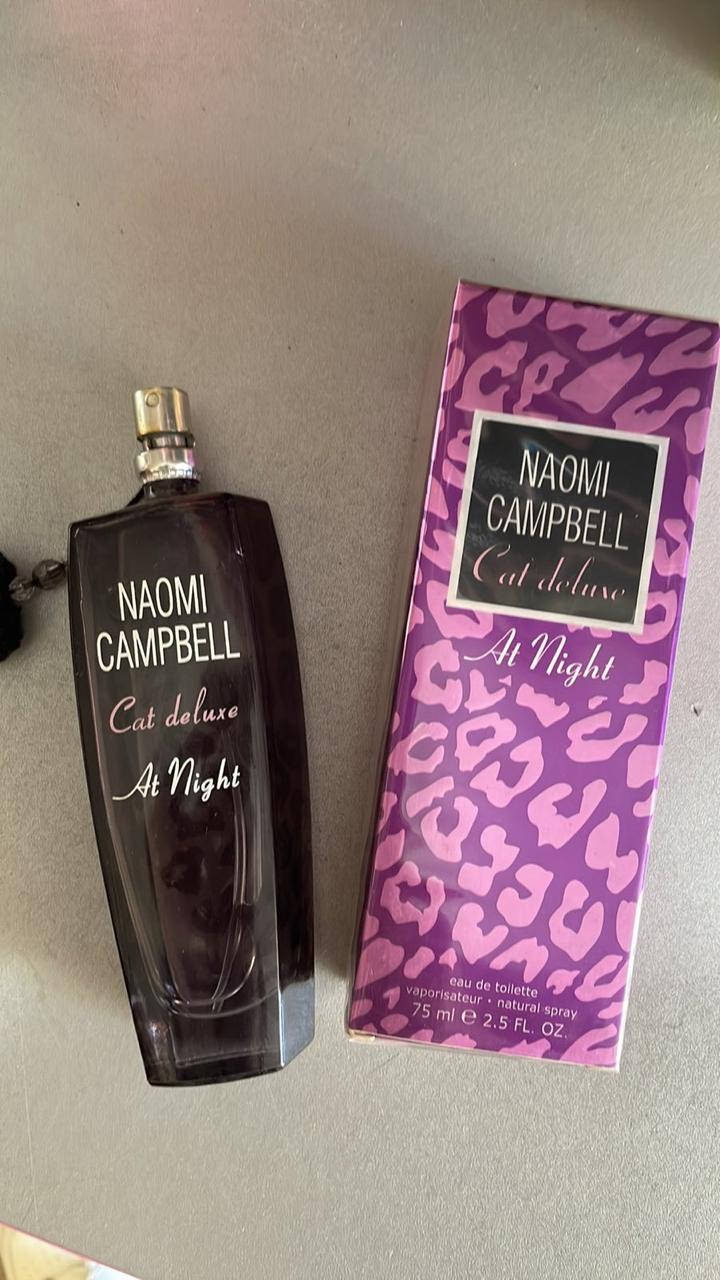 NAOMI
CAMPBELL
Cat deluxe
At Night
NAOMI
CAMPBELL
Cat deluxe
At Night
eau de toilette
vaporisateur · natural spray
75 ml ℮ 2.5 FL. OZ.